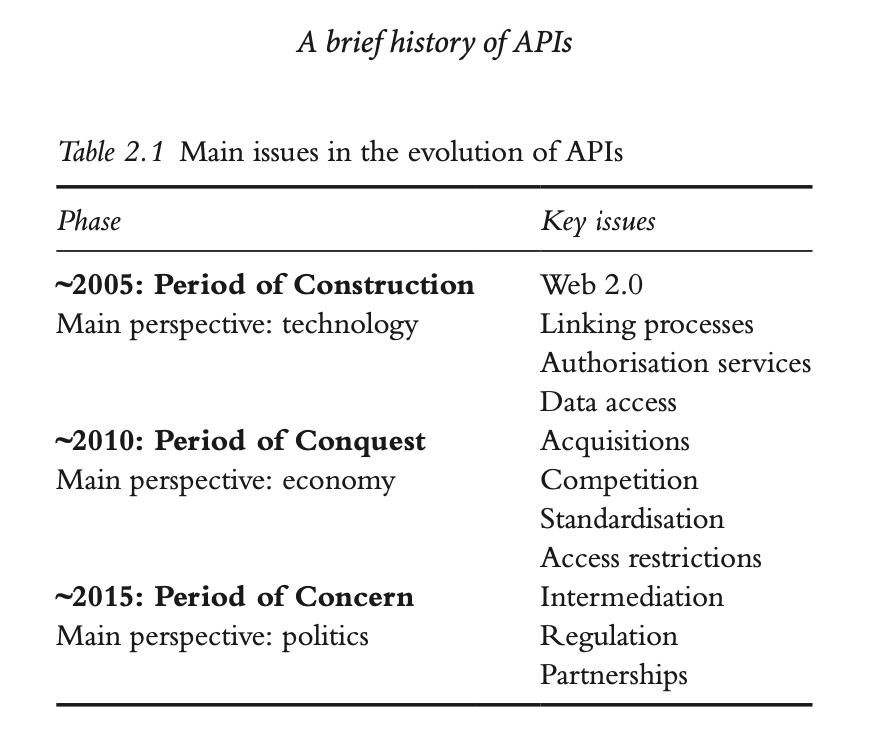 A brief history of APIs
Table 2.1 Main issues in the evolution of APIs
Phase Key issues
~2005: Period of Construction Web 2.0
Main perspective: technology Linking processes
Authorisation services
Data access
~2010: Period of Conquest Acquisitions
Main perspective: economy Competition
Standardisation
Access restrictions
~2015: Period of Concern Intermediation
Main perspective: politics Regulation
Partnerships